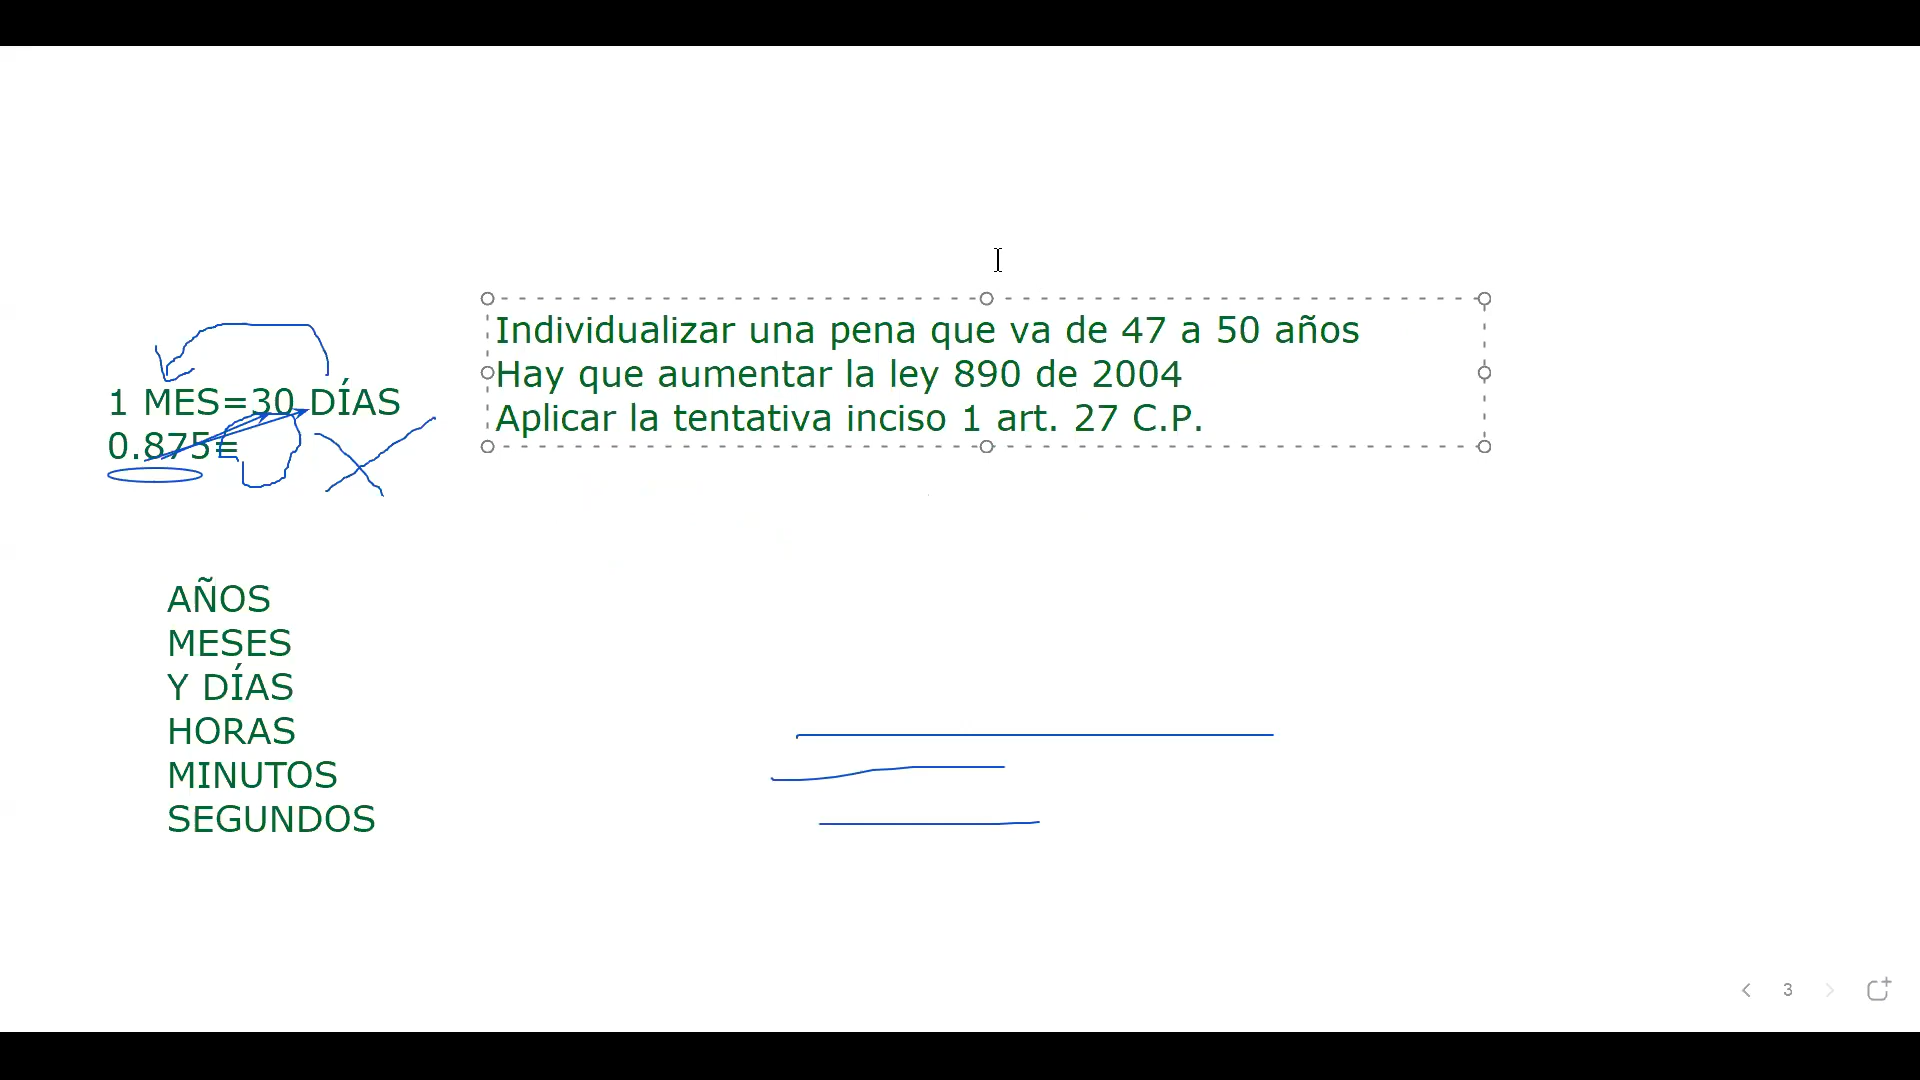 Individualizar una pena que va de 47 a 50 años
Hay que aumentar la ley 890 de 2004
Aplicar la tentativa inciso 1 art. 27 C.P.
1 MES=30 DÍAS
0.875=
AÑOS
MESES
Y DÍAS
HORAS
MINUTOS
SEGUNDOS
3